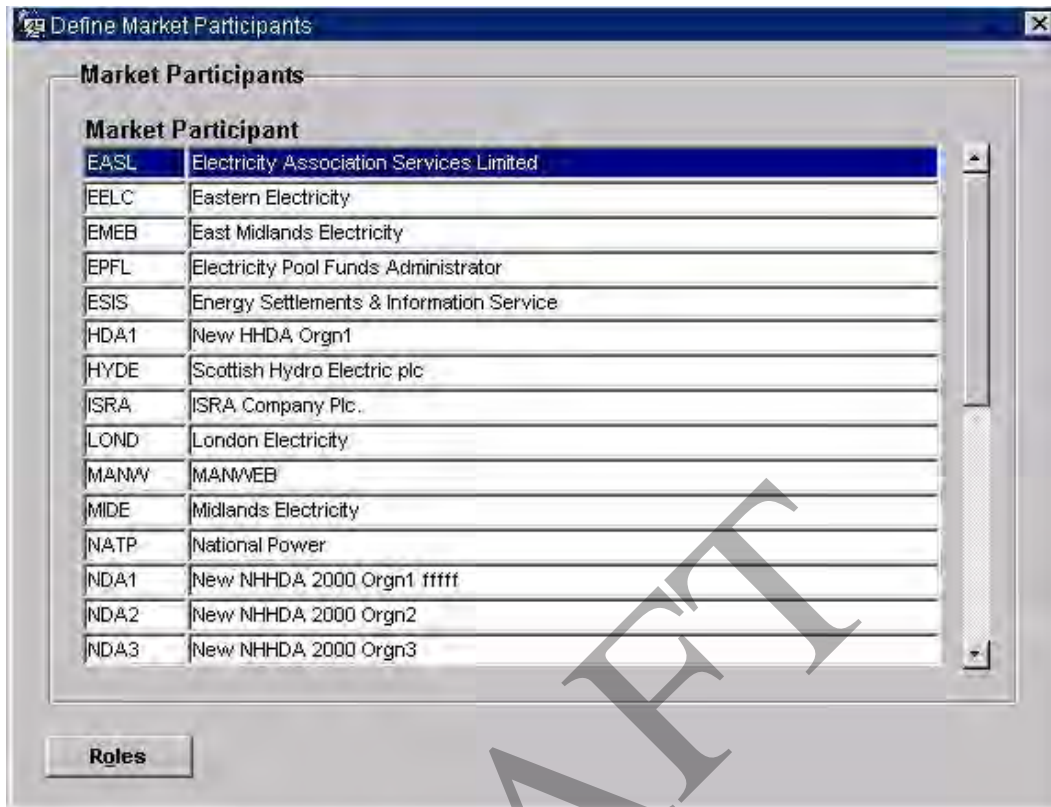 Define Market Participants
Market Participants
Market Participant
EASL Electricity Association Services Limited
EELC Eastern Electricity
EMEB East Midlands Electricity
EPFL Electricity Pool Funds Administrator
ESIS Energy Settlements & Information Service
HDA1 New HHDA Orgn1
HYDE Scottish Hydro Electric plc
ISRA ISRA Company Plc.
LOND London Electricity
MANW MANWEB
MIDE Midlands Electricity
NATP National Power
NDA1 New NHHDA 2000 Orgn1 fffff
NDA2 New NHHDA 2000 Orgn2
NDA3 New NHHDA 2000 Orgn3
Roles
AFT